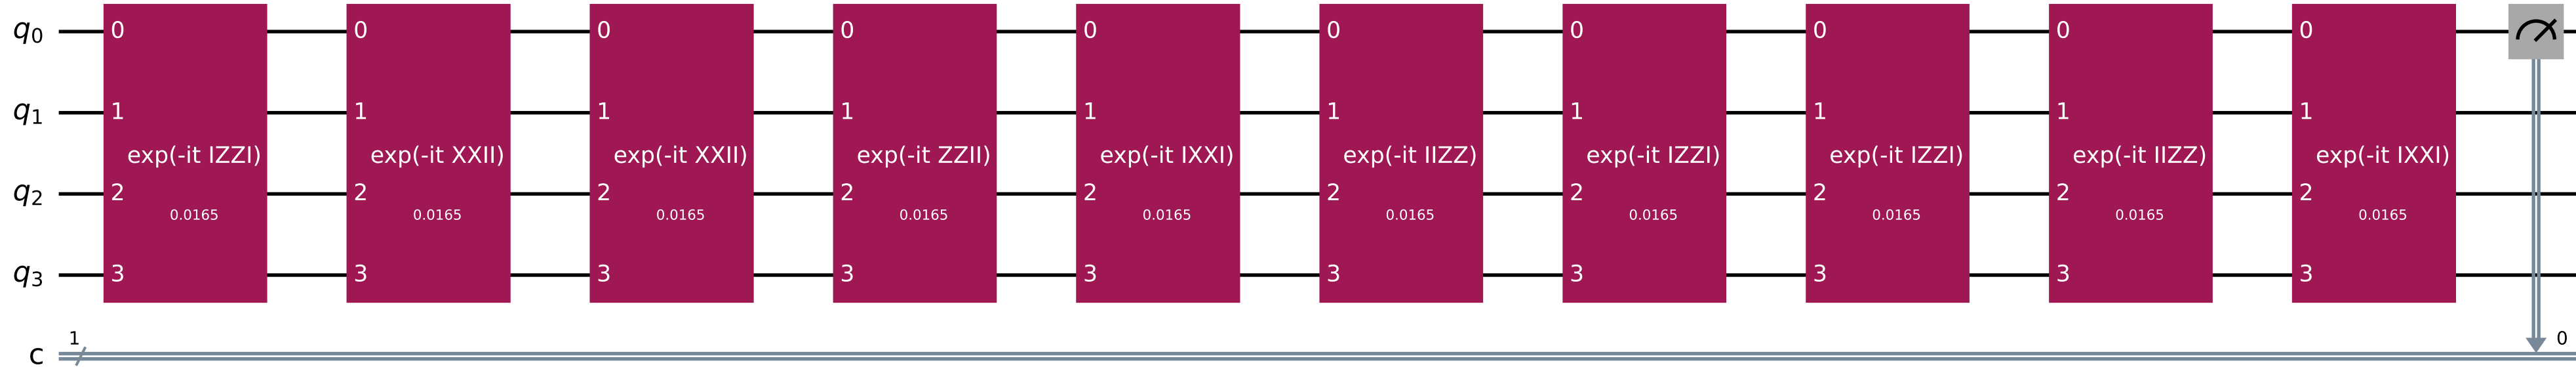 q0 0 0 0 0 0 0 0 0 0 0
q1 1 1 1 1 1 1 1 1 1 1
exp(-it IZZI) exp(-it XXII) exp(-it XXII) exp(-it ZZII) exp(-it IXXI) exp(-it IIZZ) exp(-it IZZI) exp(-it IZZI) exp(-it IIZZ) exp(-it IXXI)
q2 2 2 2 2 2 2 2 2 2 2
0.0165 0.0165 0.0165 0.0165 0.0165 0.0165 0.0165 0.0165 0.0165 0.0165
q3 3 3 3 3 3 3 3 3 3 3
1 0
c